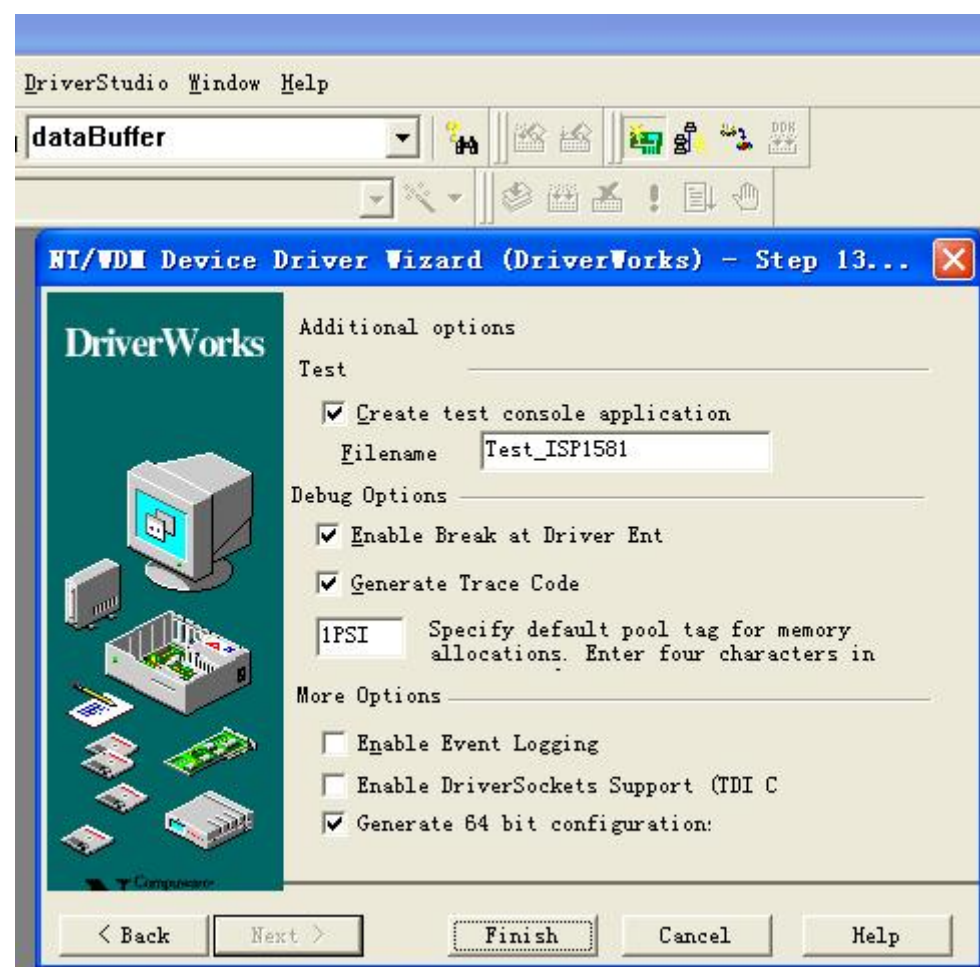 DriverStudio Window Help
dataBuffer
DDK
NT/WDM Device Driver Wizard (DriverWorks) - Step 13...
DriverWorks
Additional options
Test
Create test console application
Filename Test_ISP1581
Debug Options
Enable Break at Driver Ent
Generate Trace Code
1PSI Specify default pool tag for memory
allocations. Enter four characters in
More Options
Enable Event Logging
Enable DriverSockets Support (TDI C
Generate 64 bit configuration:
Compuware
< Back Next > Finish Cancel Help